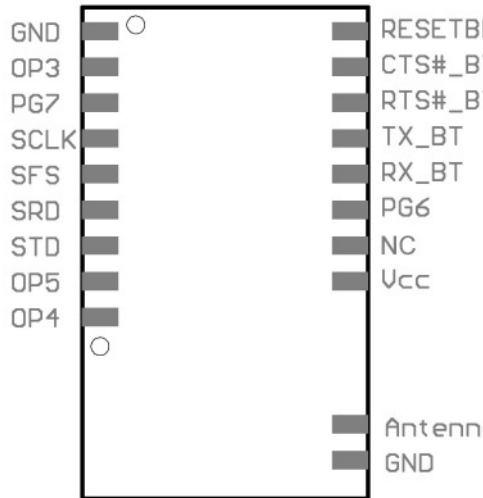 GND
OP3
PG7
SCLK
SFS
SRD
STD
OP5
OP4
RESETB
CTS#_B
RTS#_B
TX_BT
RX_BT
PG6
NC
Vcc
Antenn
GND